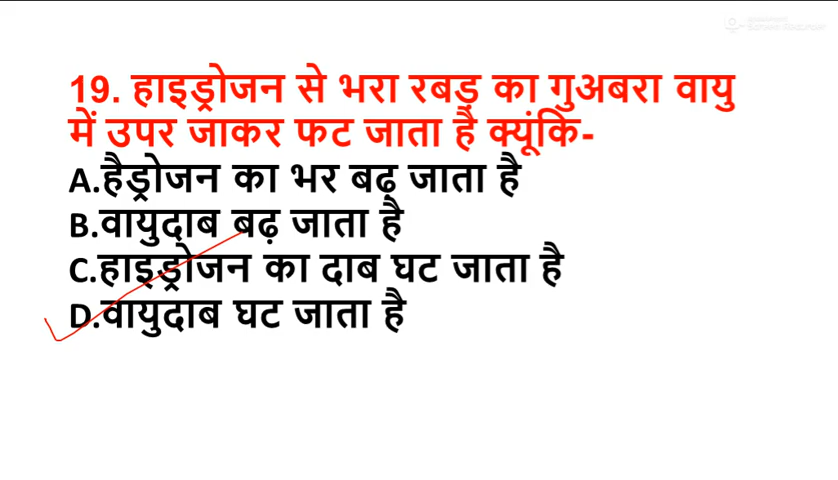 19. हाइड्रोजन से भरा रबड़ का गुअबरा वायु
में उपर जाकर फट जाता है क्यूंकि-
A.हैड्रोजन का भर बढ़ जाता है
B.वायुदाब बढ़ जाता है
C.हाइड्रोजन का दाब घट जाता है
D.वायुदाब घट जाता है